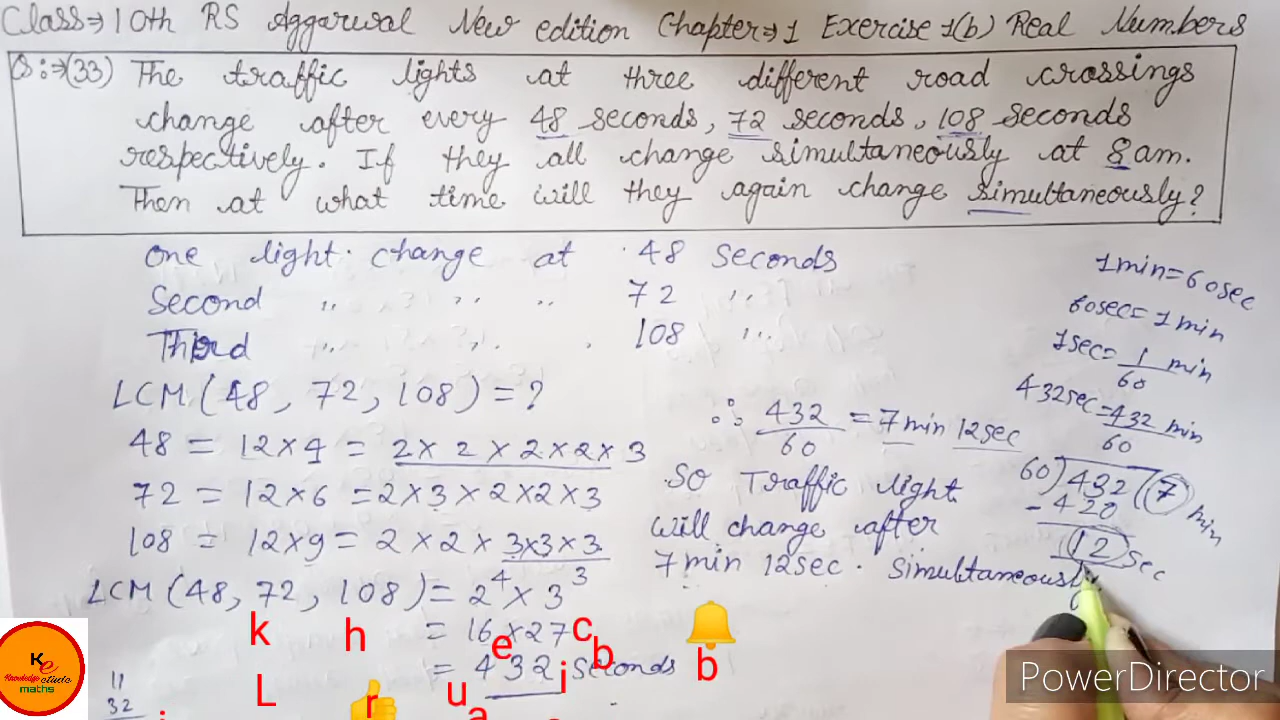 Class⇒10th RS Aggarwal New edition Chapter⇒1 Exercise 1(b) Real Numbers
Q:⇒(33) The traffic lights at three different road crossings
change after every 48 seconds, 72 seconds, 108 seconds
respectively. If they all change simultaneously at 8 am.
Then at what time will they again change simultaneously?
One light change at 48 seconds
Second " " " 72 "
Third " " " 108 "
LCM (48, 72, 108) = ?
48 = 12×4 = 2×2×2×2×3
72 = 12×6 = 2×3×2×2×3
108 = 12×9 = 2×2×3×3×3
LCM (48, 72, 108) = 2⁴×3³
= 16×27
= 432 seconds
11
32
1min=60sec
60sec=1min
1sec=1/60 min
432sec=432/60 min
∴ 432/60 = 7min 12sec
60)432(7 min
-420
12 sec
So Traffic light
will change after
7min 12sec. simultaneously.
k h e c b b
L r u a i i
Ke
Knowledge etude
maths
PowerDirector